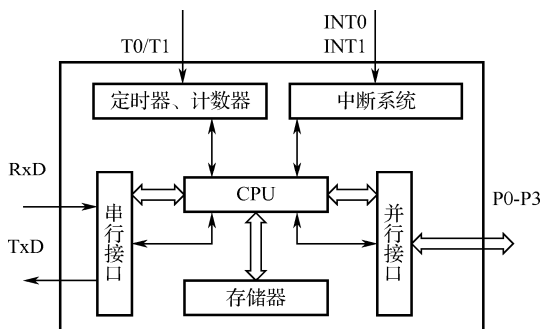 T0/T1
INT0
INT1
定时器、计数器
中断系统
RxD
TxD
串行接口
CPU
并行接口
P0-P3
存储器